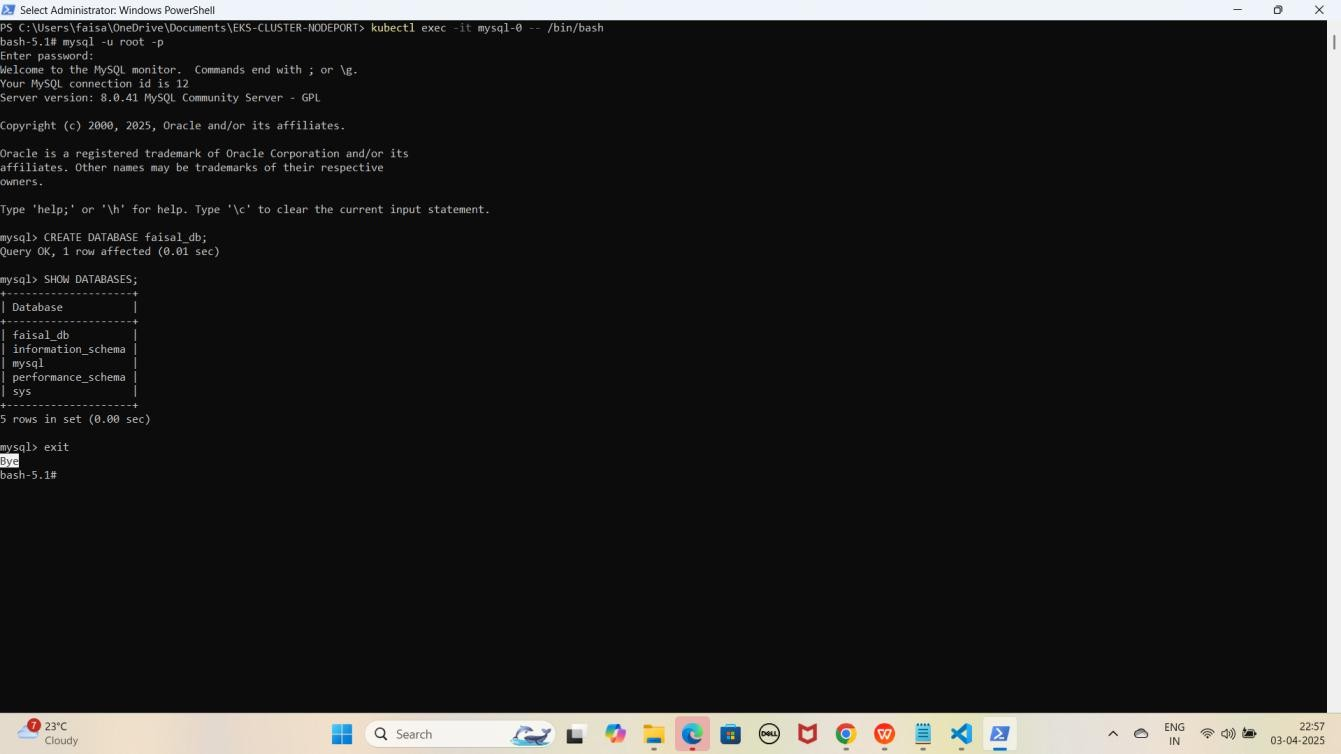 Select Administrator: Windows PowerShell
PS C:\Users\faisa\OneDrive\Documents\EKS-CLUSTER-NODEPORT> kubectl exec -it mysql-0 -- /bin/bash
bash-5.1# mysql -u root -p
Enter password:
Welcome to the MySQL monitor.  Commands end with ; or \g.
Your MySQL connection id is 12
Server version: 8.0.41 MySQL Community Server - GPL
Copyright (c) 2000, 2025, Oracle and/or its affiliates.
Oracle is a registered trademark of Oracle Corporation and/or its
affiliates. Other names may be trademarks of their respective
owners.
Type 'help;' or '\h' for help. Type '\c' to clear the current input statement.
mysql> CREATE DATABASE faisal_db;
Query OK, 1 row affected (0.01 sec)
mysql> SHOW DATABASES;
+--------------------+
| Database           |
+--------------------+
| faisal_db          |
| information_schema |
| mysql              |
| performance_schema |
| sys                |
+--------------------+
5 rows in set (0.00 sec)
mysql> exit
Bye
bash-5.1#
7
23°C
Cloudy
Search
DELL
W
ENG
IN
22:57
03-04-2025